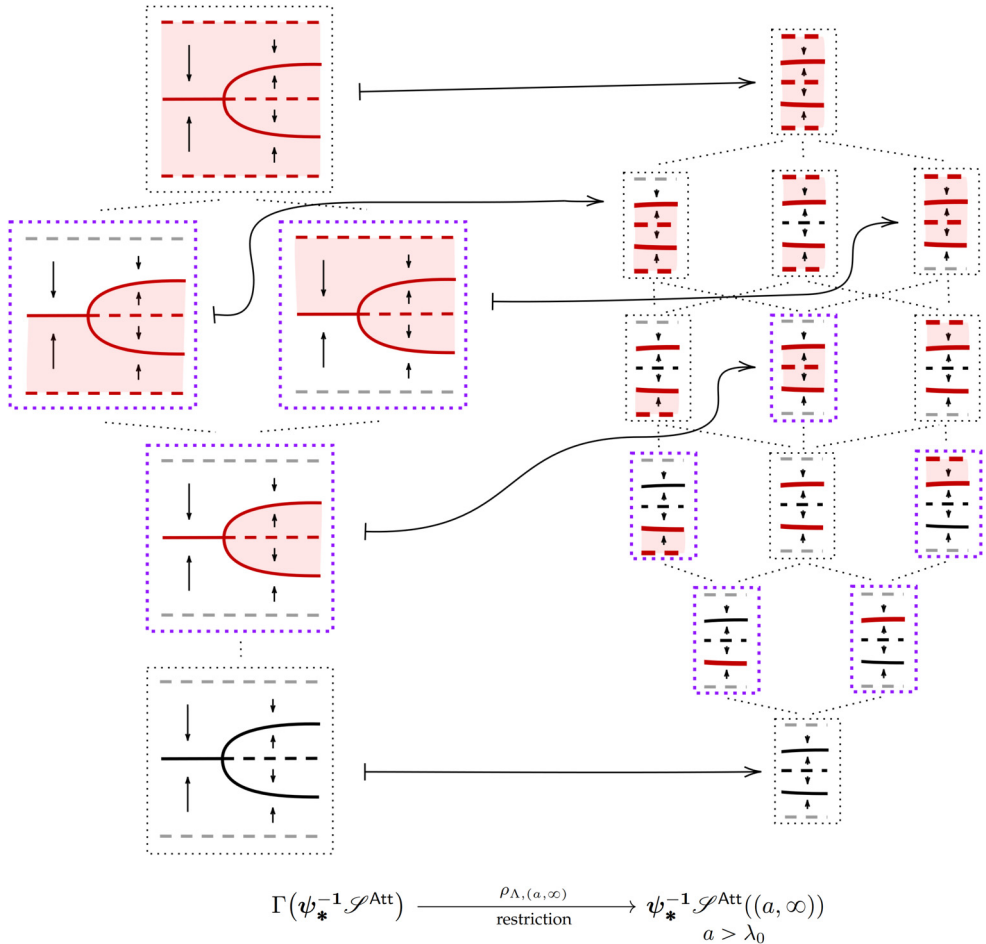 ρ_{Λ,(a,∞)}
Γ(ψ_*^{-1} 𝒮^{Att}) ⟶ ψ_*^{-1} 𝒮^{Att}((a, ∞))
restriction
a > λ_0